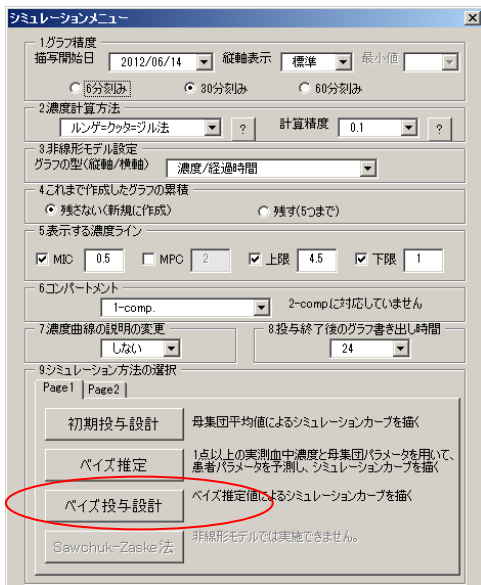 シミュレーションメニュー
1グラフ精度
描写開始日 2012/06/14 縦軸表示 標準 最小値
6分刻み 30分刻み 60分刻み
2濃度計算方法
ルンゲ=クッタ=ジル法 ? 計算精度 0.1 ?
3.非線形モデル設定
グラフの型(縦軸/横軸) 濃度/経過時間
4これまで作成したグラフの累積
残さない(新規に作成) 残す(5つまで)
5.表示する濃度ライン
MIC 0.5 MPC 2 上限 4.5 下限 1
6コンパートメント
1-comp. 2-compに対応していません
7.濃度曲線の説明の変更 8.投与終了後のグラフ書き出し時間
しない 24
9シミュレーション方法の選択
Page1 Page2
初期投与設計 母集団平均値によるシミュレーションカーブを描く
ベイズ推定 1点以上の実測血中濃度と母集団パラメータを用いて、
患者パラメータを予測し、シミュレーションカーブを描く
ベイズ投与設計 ベイズ推定値によるシミュレーションカーブを描く
Sawchuk-Zaske法 非線形モデルでは実施できません。